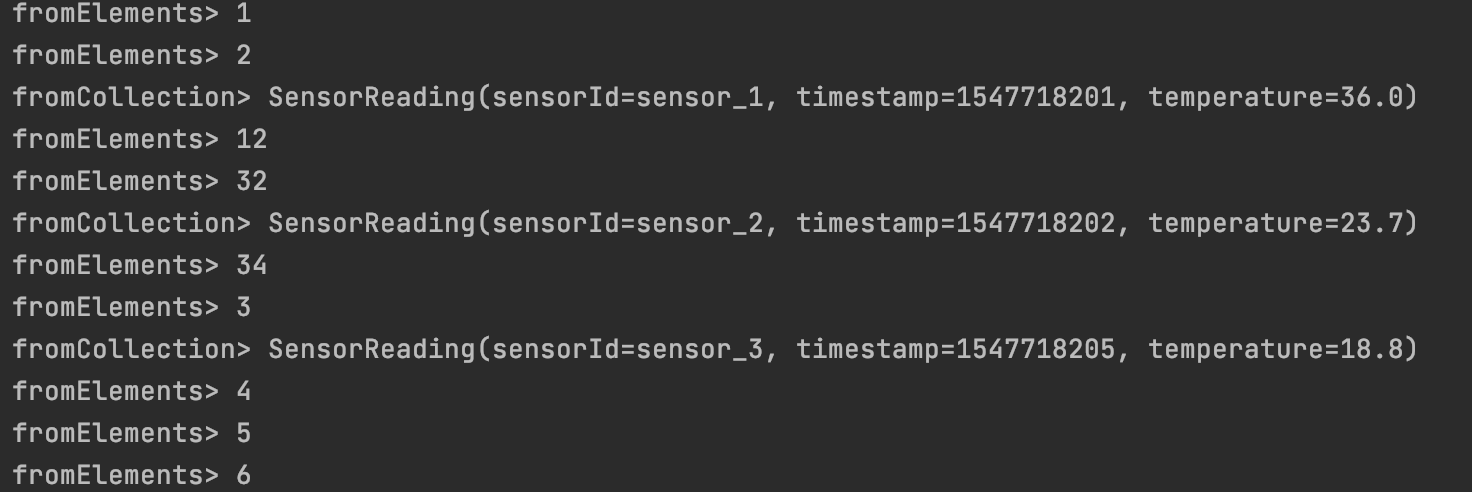 fromElements> 1
fromElements> 2
fromCollection> SensorReading(sensorId=sensor_1, timestamp=1547718201, temperature=36.0)
fromElements> 12
fromElements> 32
fromCollection> SensorReading(sensorId=sensor_2, timestamp=1547718202, temperature=23.7)
fromElements> 34
fromElements> 3
fromCollection> SensorReading(sensorId=sensor_3, timestamp=1547718205, temperature=18.8)
fromElements> 4
fromElements> 5
fromElements> 6